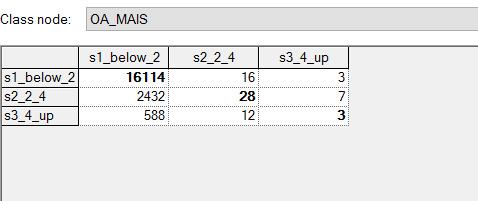 Class node: OA_MAIS
s1_below_2 s2_2_4 s3_4_up
s1_below_2 16114 16 3
s2_2_4 2432 28 7
s3_4_up 588 12 3